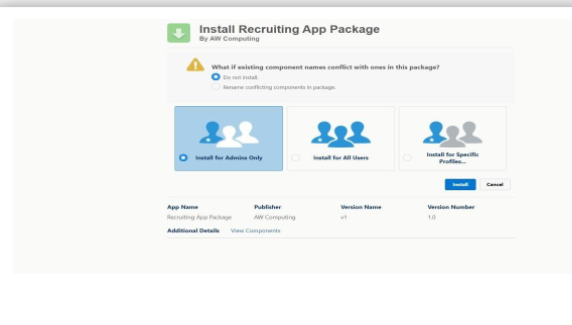 Install Recruiting App Package
By AW Computing
What if existing component names conflict with ones in this package?
Do not install.
Rename conflicting components in package.
Install for Admins Only
Install for All Users
Install for Specific
Profiles...
Install Cancel
App Name Publisher Version Name Version Number
Recruiting App Package AW Computing v1 1.0
Additional Details View Components